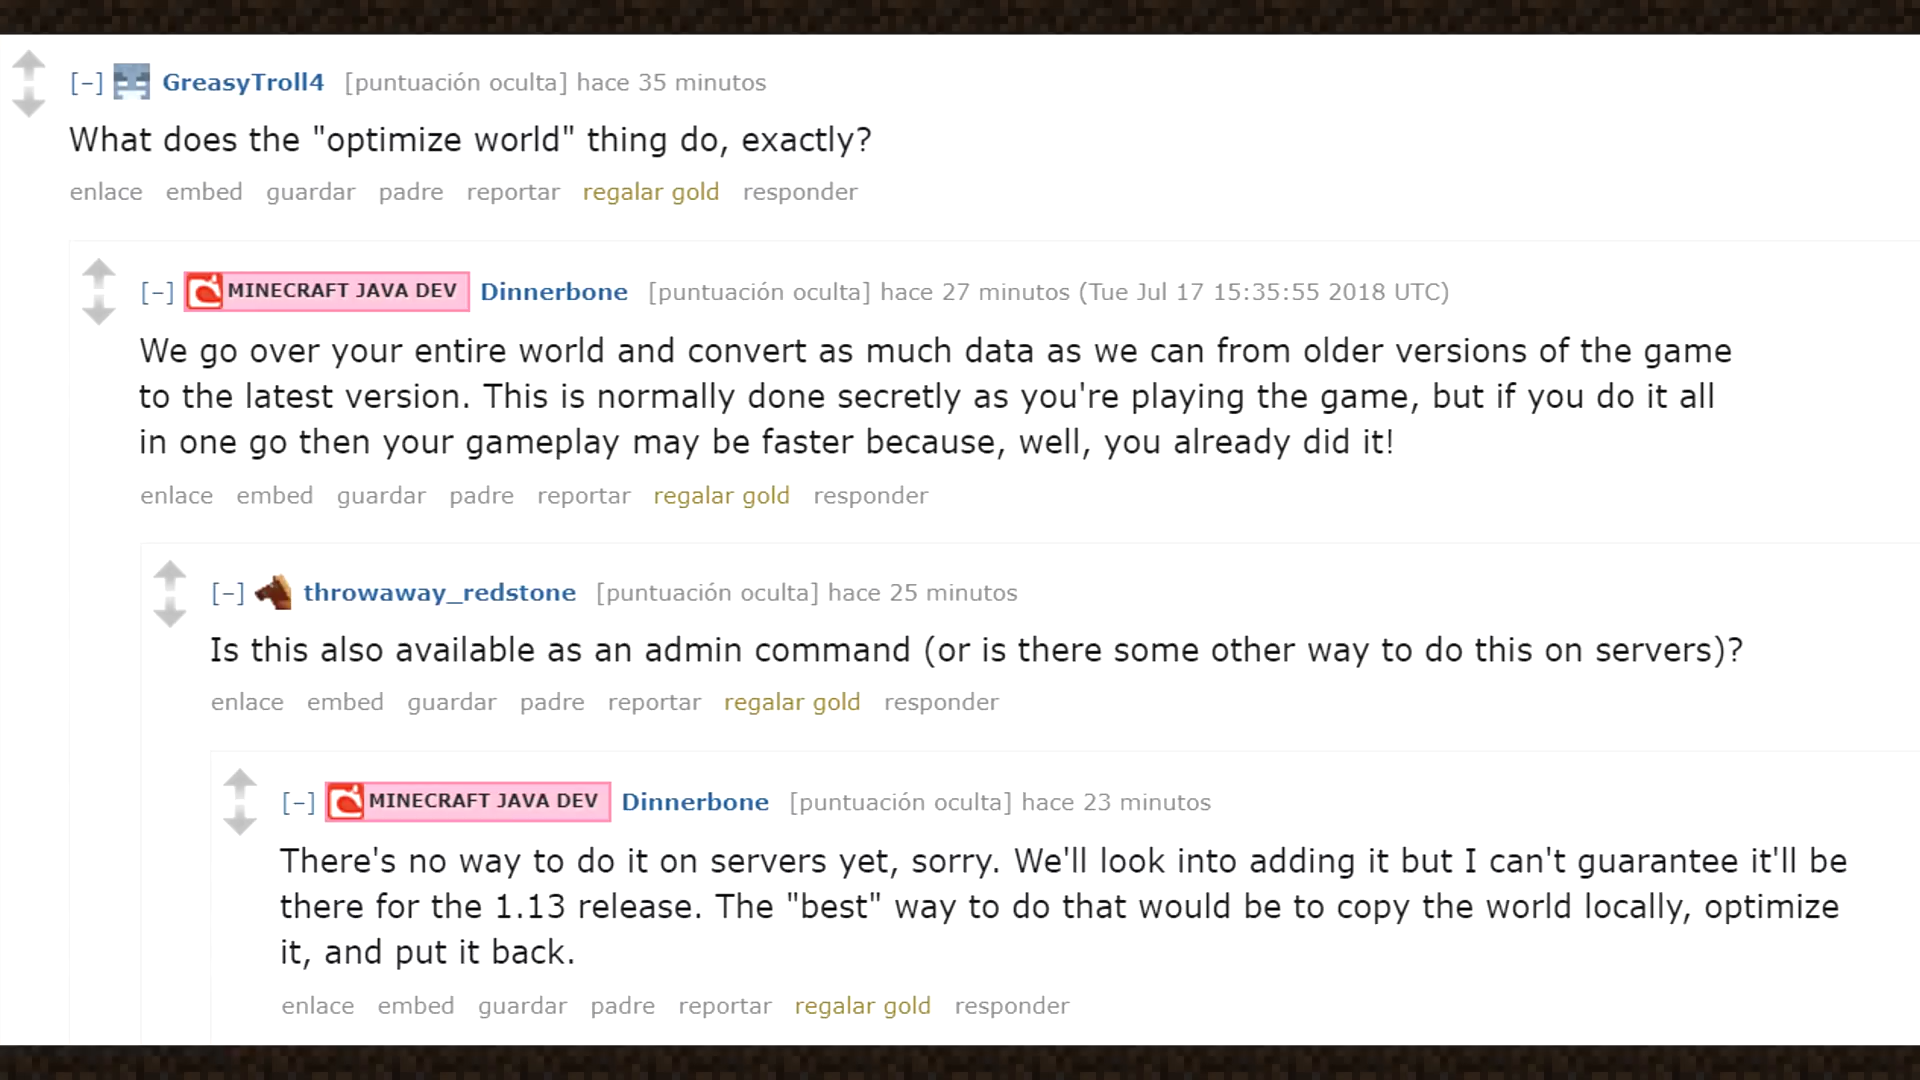 [–] GreasyTroll4 [puntuación oculta] hace 35 minutos
What does the "optimize world" thing do, exactly?
enlace embed guardar padre reportar regalar gold responder
[–] MINECRAFT JAVA DEV Dinnerbone [puntuación oculta] hace 27 minutos (Tue Jul 17 15:35:55 2018 UTC)
We go over your entire world and convert as much data as we can from older versions of the game
to the latest version. This is normally done secretly as you're playing the game, but if you do it all
in one go then your gameplay may be faster because, well, you already did it!
enlace embed guardar padre reportar regalar gold responder
[–] throwaway_redstone [puntuación oculta] hace 25 minutos
Is this also available as an admin command (or is there some other way to do this on servers)?
enlace embed guardar padre reportar regalar gold responder
[–] MINECRAFT JAVA DEV Dinnerbone [puntuación oculta] hace 23 minutos
There's no way to do it on servers yet, sorry. We'll look into adding it but I can't guarantee it'll be
there for the 1.13 release. The "best" way to do that would be to copy the world locally, optimize
it, and put it back.
enlace embed guardar padre reportar regalar gold responder